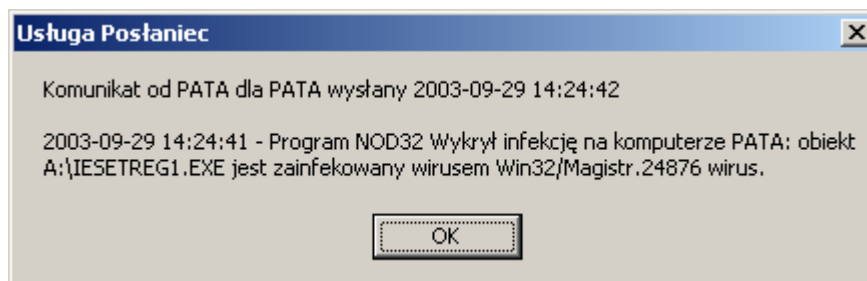 Usługa Posłaniec
Komunikat od PATA dla PATA wysłany 2003-09-29 14:24:42
2003-09-29 14:24:41 - Program NOD32 Wykrył infekcję na komputerze PATA: obiekt
A:\IESETREG1.EXE jest zainfekowany wirusem Win32/Magistr.24876 wirus.
OK